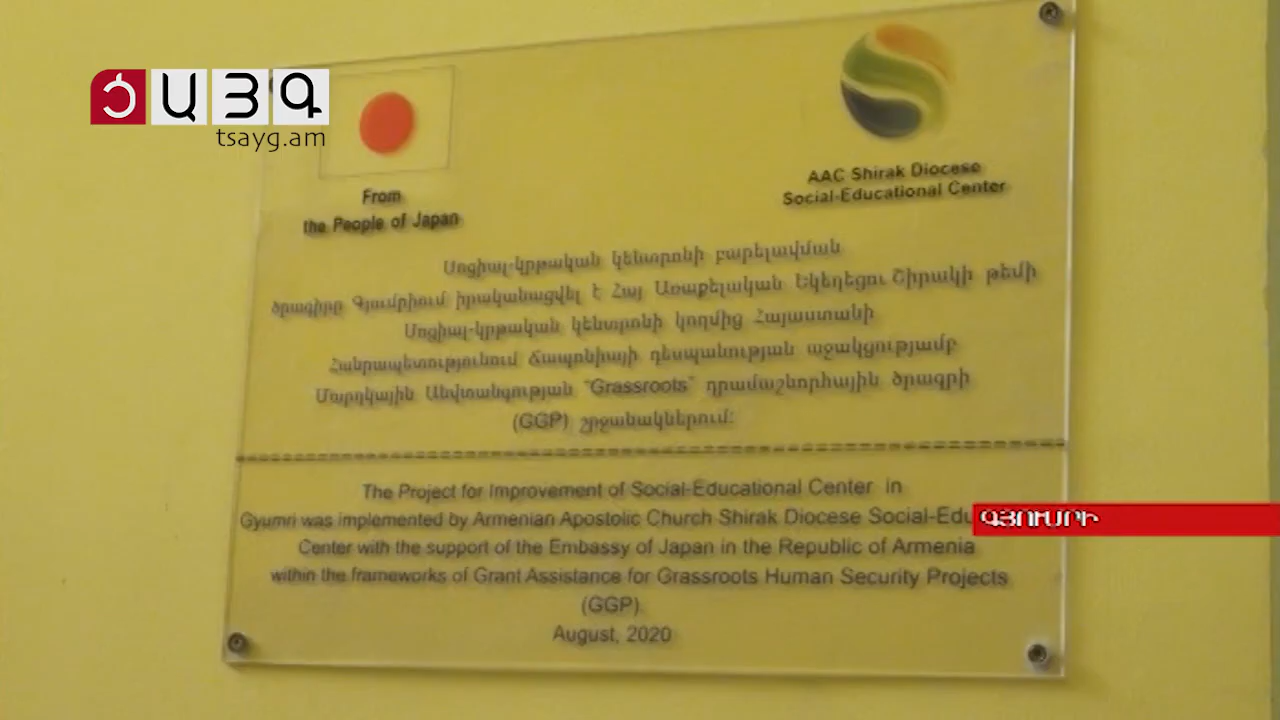 ՑԱՅԳ
tsayg.am
From
the People of Japan
AAC Shirak Diocese
Social-Educational Center
Սոցիալ-կրթական կենտրոնի բարելավման
ծրագիրը Գյումրիում իրականացվել է Հայ Առաքելական Եկեղեցու Շիրակի թեմի
Սոցիալ-կրթական կենտրոնի կողմից Հայաստանի
Հանրապետությունում Ճապոնիայի դեսպանության աջակցությամբ
Մարդկային Անվտանգության "Grassroots" դրամաշնորհային ծրագրի
(GGP) շրջանակներում:
The Project for Improvement of Social-Educational Center in
Gyumri was implemented by Armenian Apostolic Church Shirak Diocese Social-Edu
ԳՅՈՒՄՐԻ
Center with the support of the Embassy of Japan in the Republic of Armenia
within the frameworks of Grant Assistance for Grassroots Human Security Projects
(GGP).
August, 2020